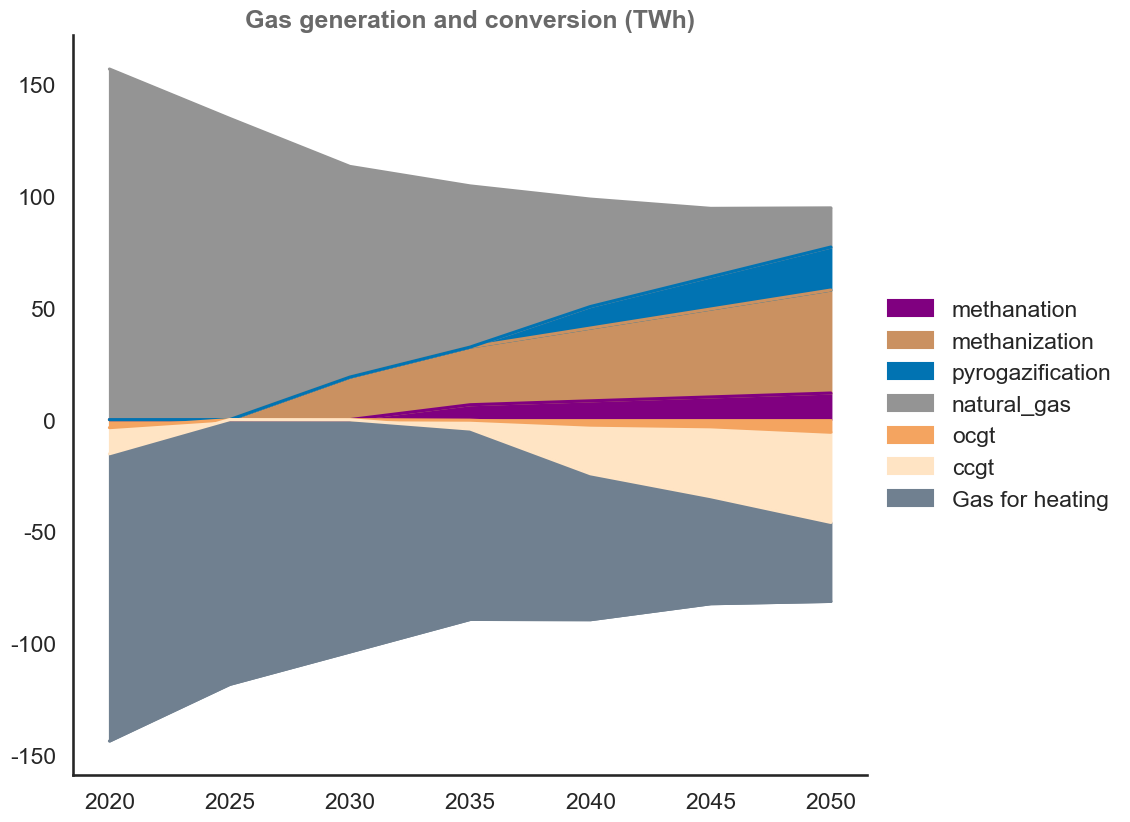 Gas generation and conversion (TWh)
150
100
50
0
-50
-100
-150
2020 2025 2030 2035 2040 2045 2050
methanation
methanization
pyrogazification
natural_gas
ocgt
ccgt
Gas for heating